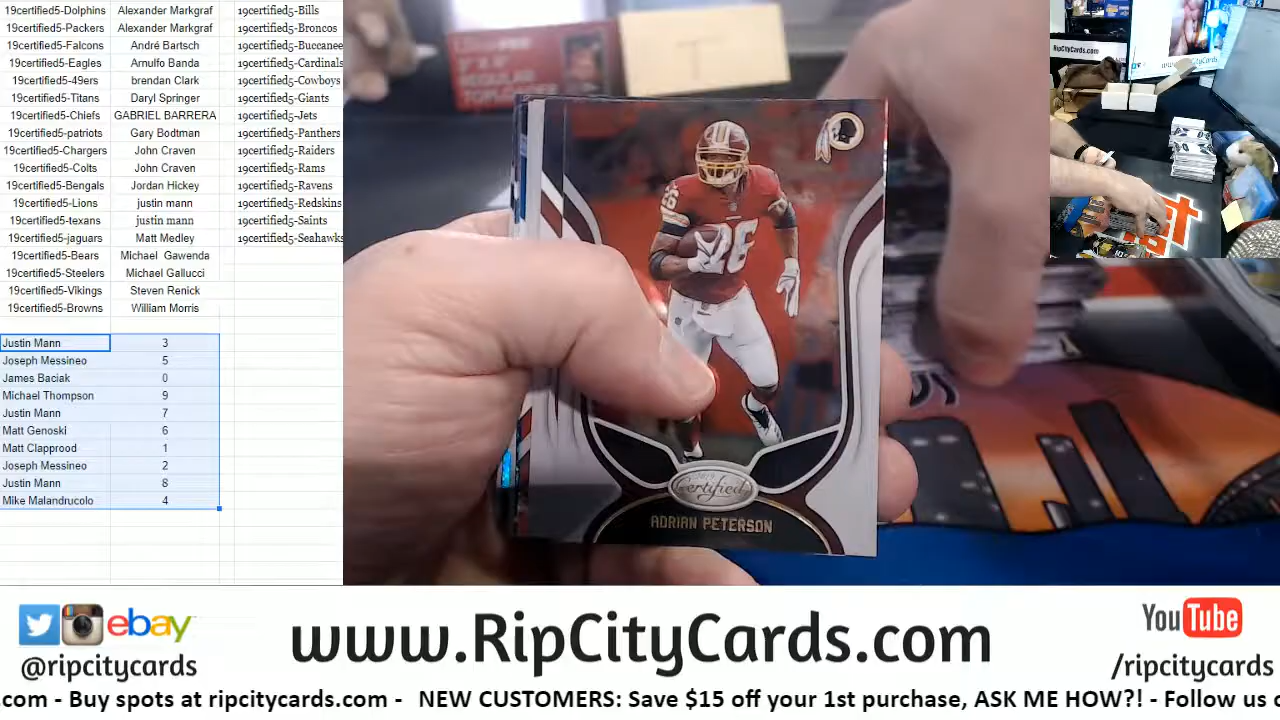 19certified5-Dolphins Alexander Markgraf 19certified5-Bills
19certified5-Packers Alexander Markgraf 19certified5-Broncos
19certified5-Falcons André Bartsch 19certified5-Buccanee
19certified5-Eagles Arnulfo Banda 19certified5-Cardinals
19certified5-49ers brendan Clark 19certified5-Cowboys
19certified5-Titans Daryl Springer 19certified5-Giants
19certified5-Chiefs GABRIEL BARRERA 19certified5-Jets
19certified5-patriots Gary Bodtman 19certified5-Panthers
19certified5-Chargers John Craven 19certified5-Raiders
19certified5-Colts John Craven 19certified5-Rams
19certified5-Bengals Jordan Hickey 19certified5-Ravens
19certified5-Lions justin mann 19certified5-Redskins
19certified5-texans justin mann 19certified5-Saints
19certified5-jaguars Matt Medley 19certified5-Seahawks
19certified5-Bears Michael Gawenda
19certified5-Steelers Michael Gallucci
19certified5-Vikings Steven Renick
19certified5-Browns William Morris
Justin Mann 3
Joseph Messineo 5
James Baciak 0
Michael Thompson 9
Justin Mann 7
Matt Genoski 6
Matt Clapprood 1
Joseph Messineo 2
Justin Mann 8
Mike Malandrucolo 4
T
REGULAR
26
26
Certified
ADRIAN PETERSON
RipCityCards.com
ebay
@ripcitycards
www.RipCityCards.com
YouTube
/ripcitycards
.com - Buy spots at ripcitycards.com - NEW CUSTOMERS: Save $15 off your 1st purchase, ASK ME HOW?! - Follow us o